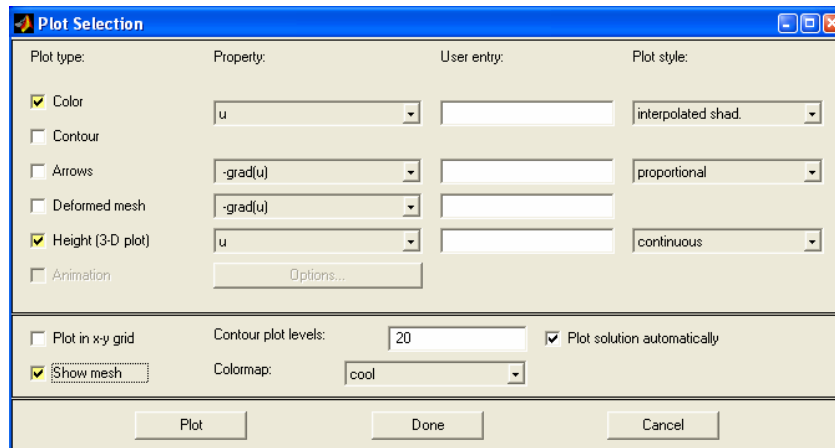 Plot Selection
Plot type: Property: User entry: Plot style:
Color u interpolated shad.
Contour
Arrows -grad(u) proportional
Deformed mesh -grad(u)
Height (3-D plot) u continuous
Animation Options...
Plot in x-y grid Contour plot levels: 20 Plot solution automatically
Show mesh Colormap: cool
Plot Done Cancel